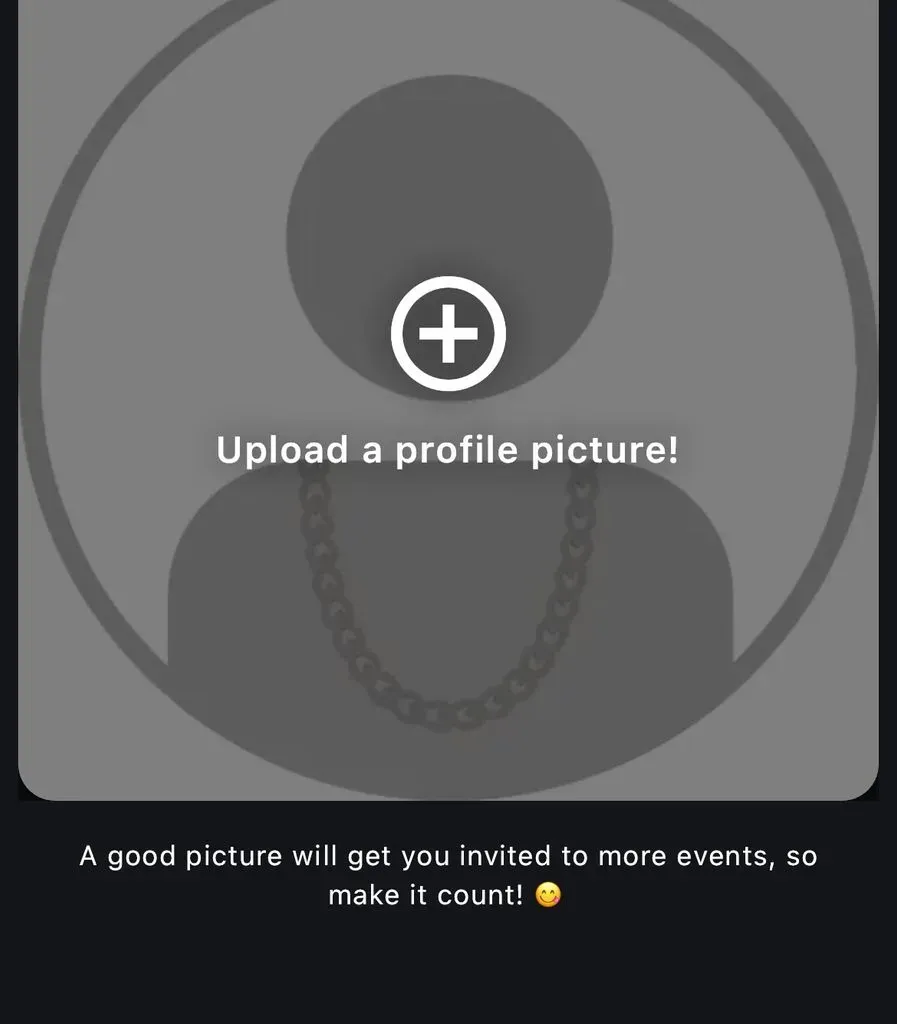 Upload a profile picture!
A good picture will get you invited to more events, so
make it count! 😋